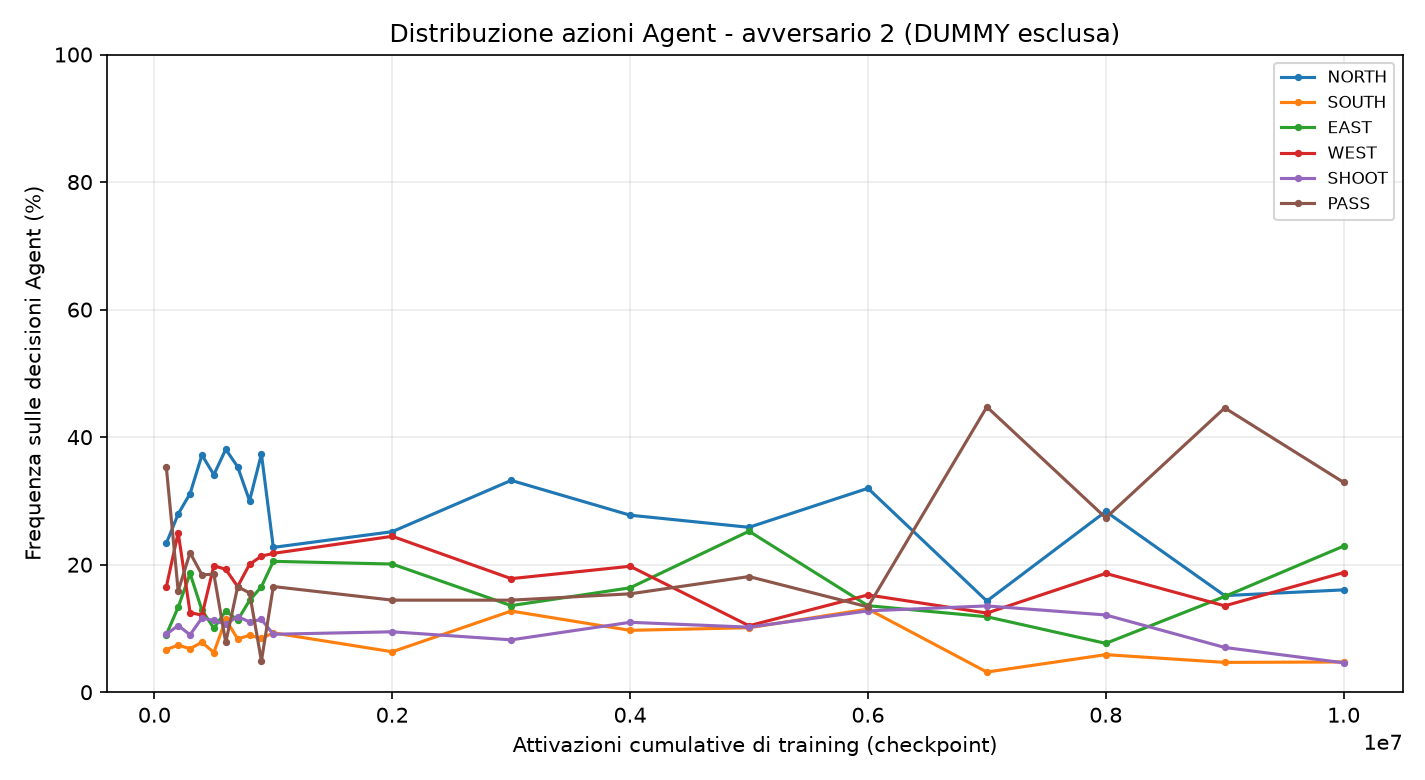 Distribuzione azioni Agent - avversario 2 (DUMMY esclusa)
Frequenza sulle decisioni Agent (%)
100
80
60
40
20
0
NORTH
SOUTH
EAST
WEST
SHOOT
PASS
0.0 0.2 0.4 0.6 0.8 1.0
1e7
Attivazioni cumulative di training (checkpoint)